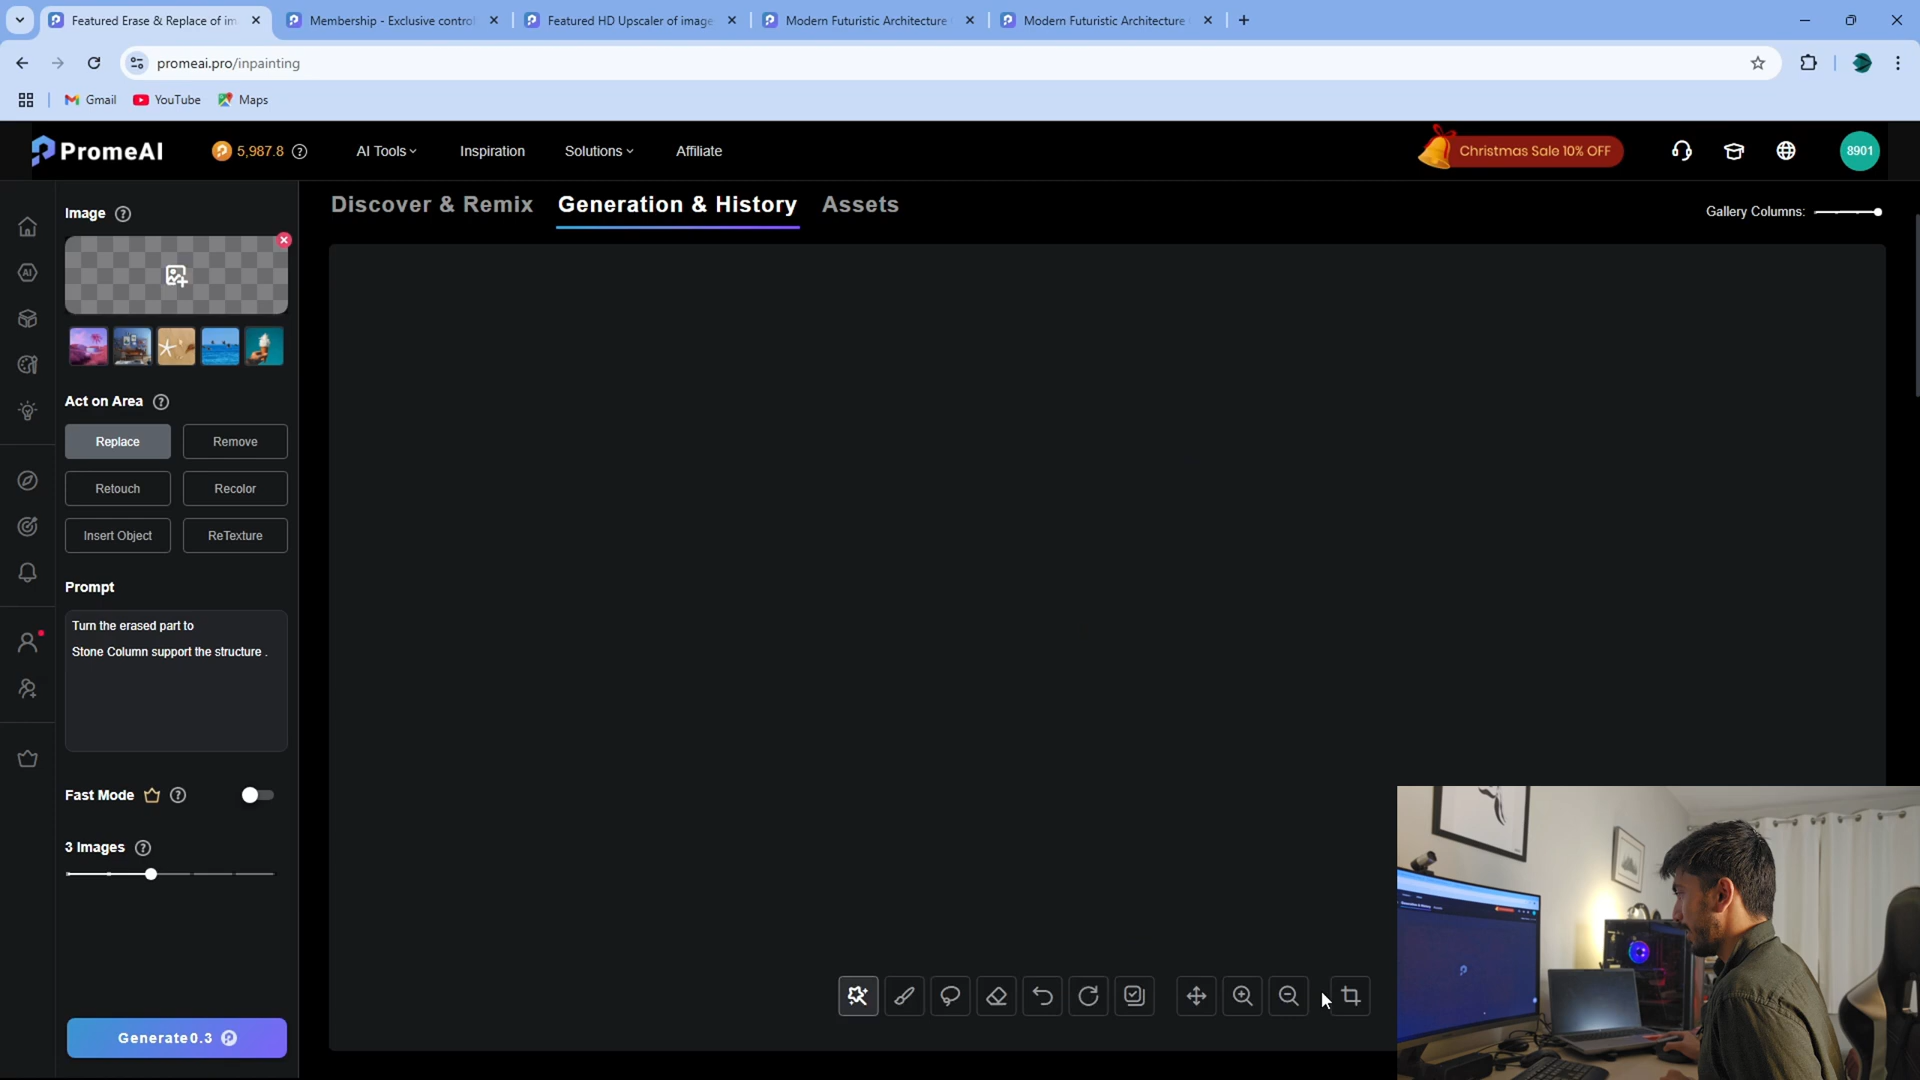 Featured Erase & Replace of im
Membership - Exclusive contro
Featured HD Upscaler of image
Modern Futuristic Architecture
Modern Futuristic Architecture
promeai.pro/inpainting
Gmail
YouTube
Maps
PromeAI
5,987.8
AI Tools
Inspiration
Solutions
Affiliate
Christmas Sale 10% OFF
8901
Discover & Remix
Generation & History
Assets
Gallery Columns:
Image
Act on Area
Replace
Remove
Retouch
Recolor
Insert Object
ReTexture
Prompt
Turn the erased part to
Stone Column support the structure .
Fast Mode
3 Images
Generate0.3